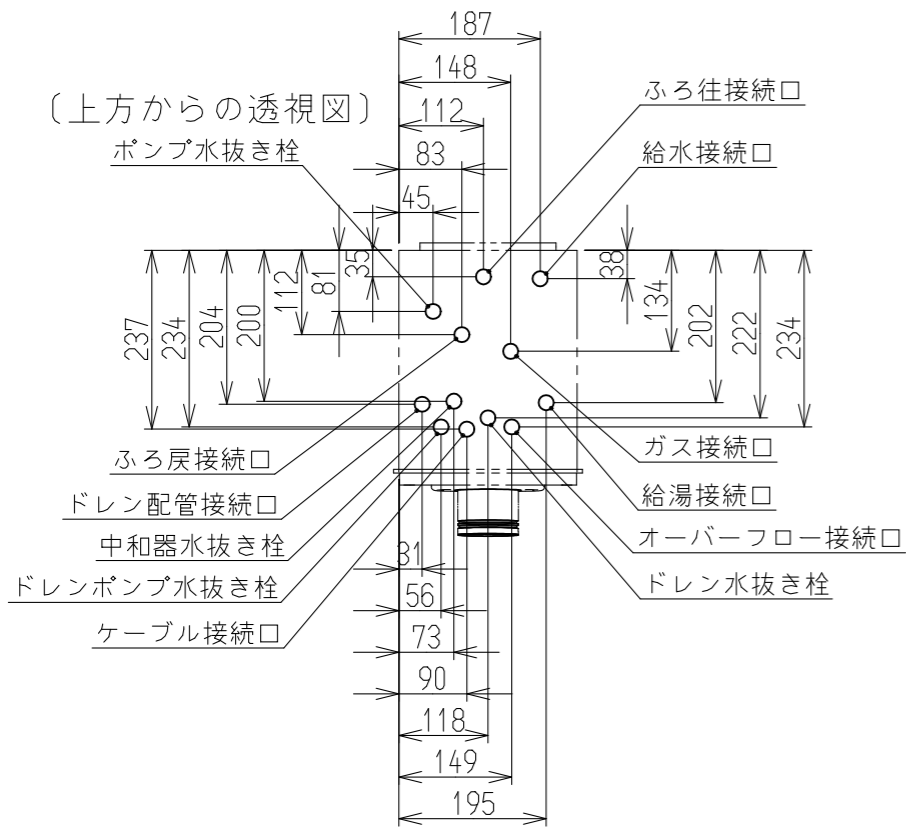 187
148
〔上方からの透視図〕
112
ふろ往接続口
ポンプ水抜き栓
83
給水接続口
45
237
234
204
200
112
81
35
38
134
202
222
234
ふろ戻接続口
ガス接続口
ドレン配管接続口
給湯接続口
中和器水抜き栓
31
オーバーフロー接続口
ドレンポンプ水抜き栓
56
ドレン水抜き栓
ケーブル接続口
73
90
118
149
195